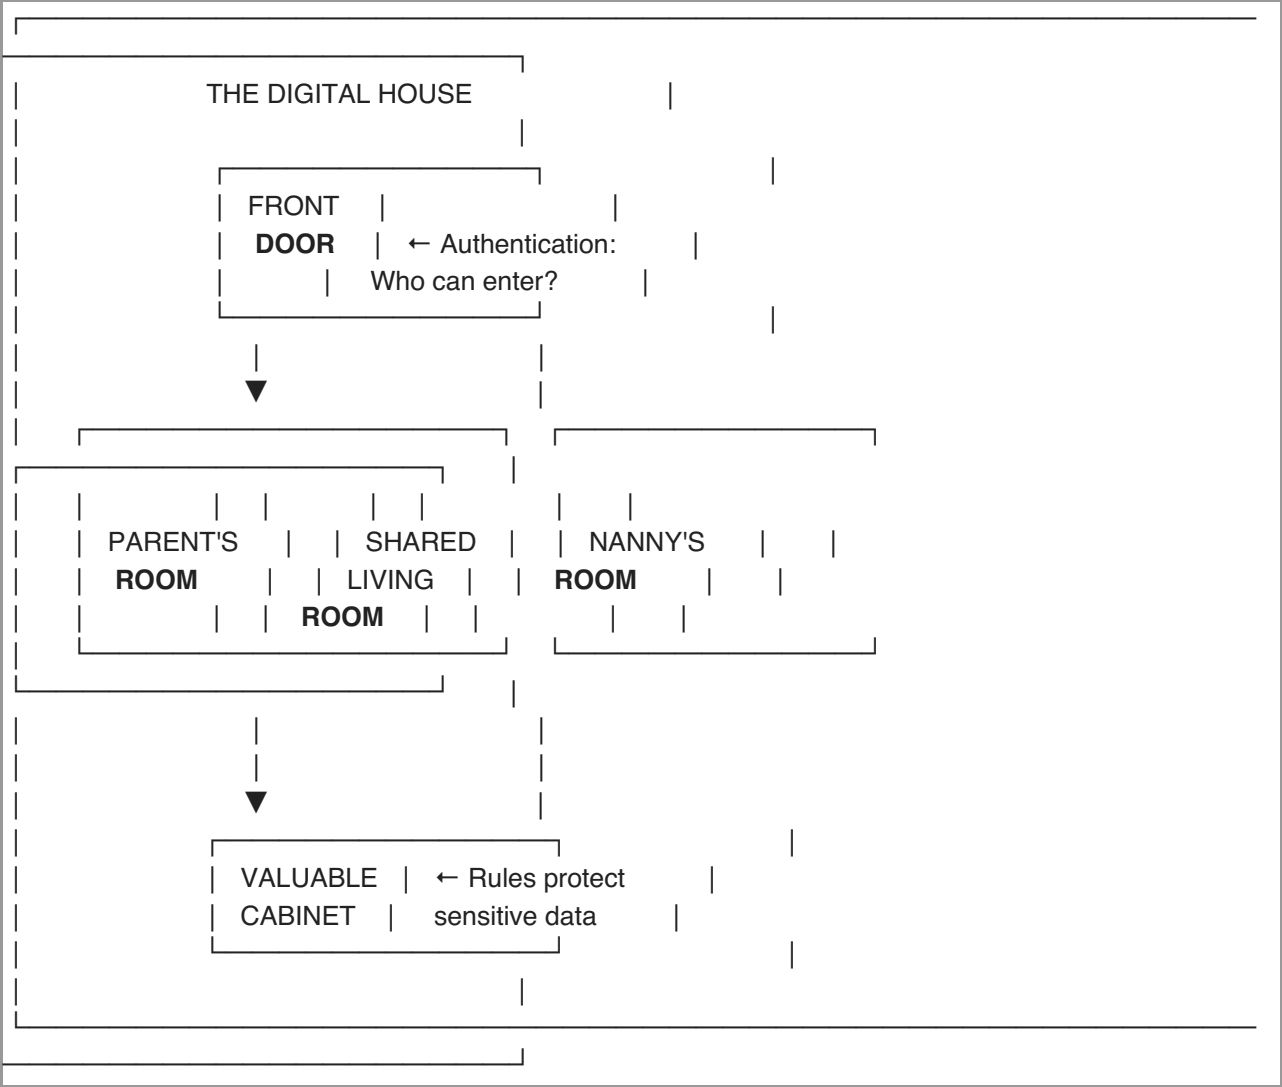 THE DIGITAL HOUSE
FRONT
DOOR ← Authentication:
Who can enter?
PARENT'S SHARED NANNY'S
ROOM LIVING ROOM
ROOM
VALUABLE ← Rules protect
CABINET sensitive data